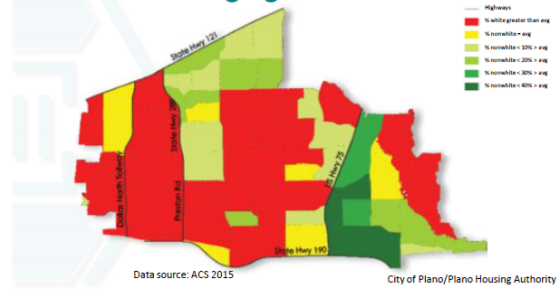 Highways
% white greater than avg
% nonwhite = avg
% nonwhite < 10% > avg
% nonwhite < 20% > avg
% nonwhite < 30% > avg
% nonwhite < 40% > avg
State Hwy 121
State Hwy 289
Dallas North Tollway
Preston Rd
US Hwy 75
State Hwy 190
Data source: ACS 2015
City of Plano/Plano Housing Authority